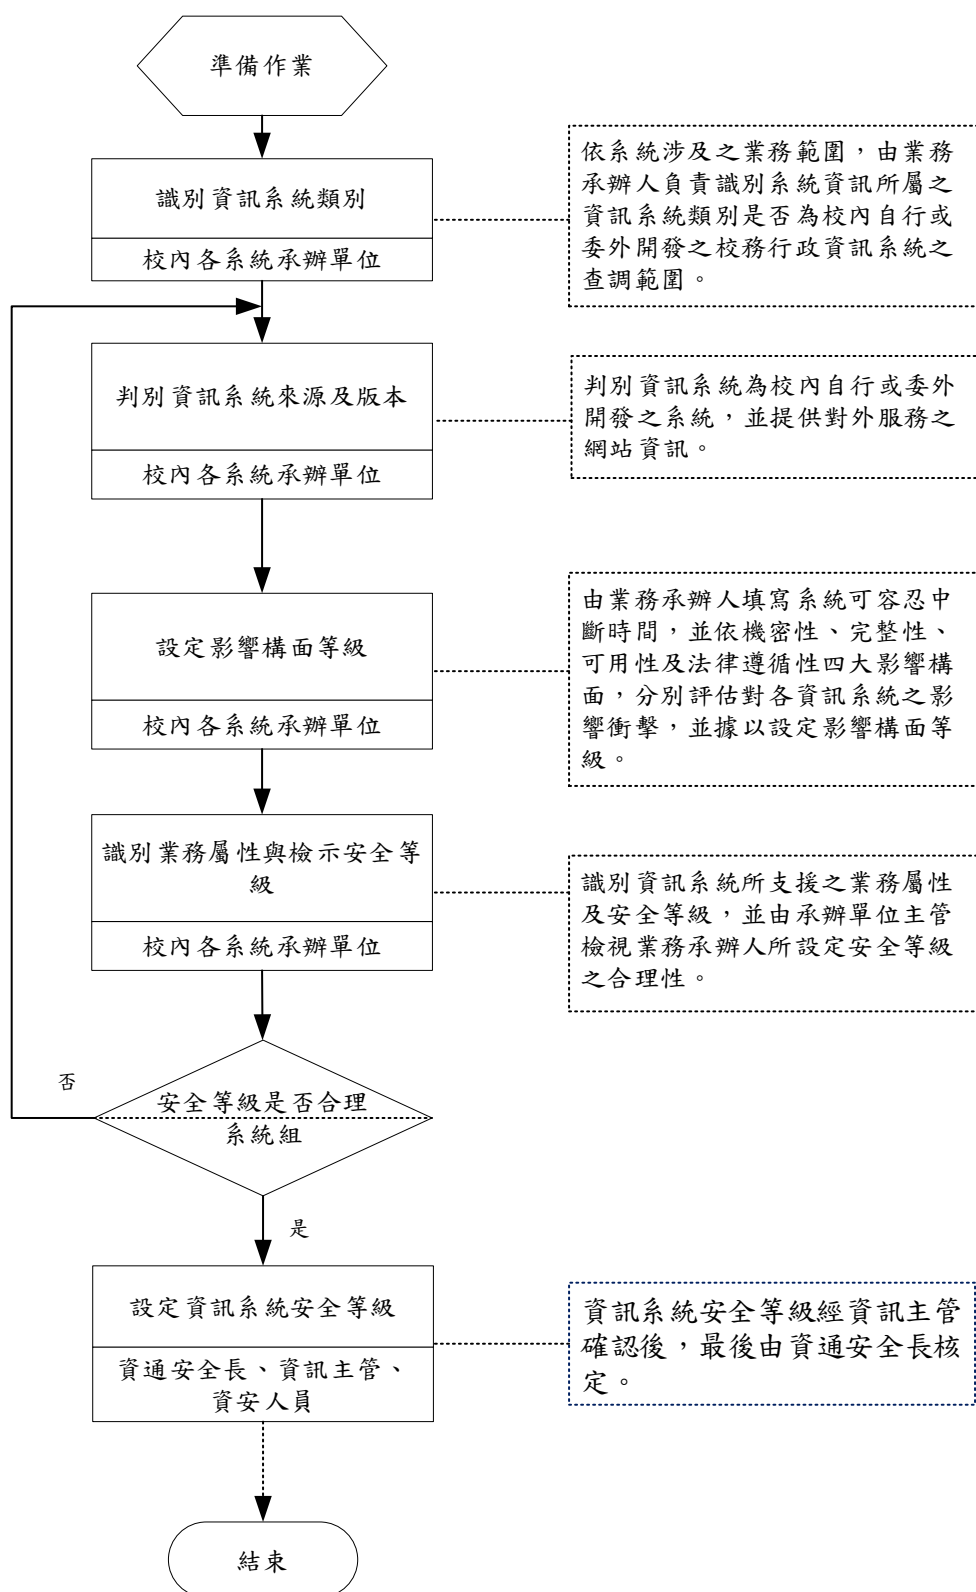 準備作業
識別資訊系統類別
校內各系統承辦單位
依系統涉及之業務範圍，由業務
承辦人負責識別系統資訊所屬之
資訊系統類別是否為校內自行或
委外開發之校務行政資訊系統之
查調範圍。
判別資訊系統來源及版本
校內各系統承辦單位
判別資訊系統為校內自行或委外
開發之系統，並提供對外服務之
網站資訊。
設定影響構面等級
校內各系統承辦單位
由業務承辦人填寫系統可容忍中
斷時間，並依機密性、完整性、
可用性及法律遵循性四大影響構
面，分別評估對各資訊系統之影
響衝擊，並據以設定影響構面等
級。
識別業務屬性與檢示安全等
級
校內各系統承辦單位
識別資訊系統所支援之業務屬性
及安全等級，並由承辦單位主管
檢視業務承辦人所設定安全等級
之合理性。
否
安全等級是否合理
系統組
是
設定資訊系統安全等級
資通安全長、資訊主管、
資安人員
資訊系統安全等級經資訊主管
確認後，最後由資通安全長核
定。
結束